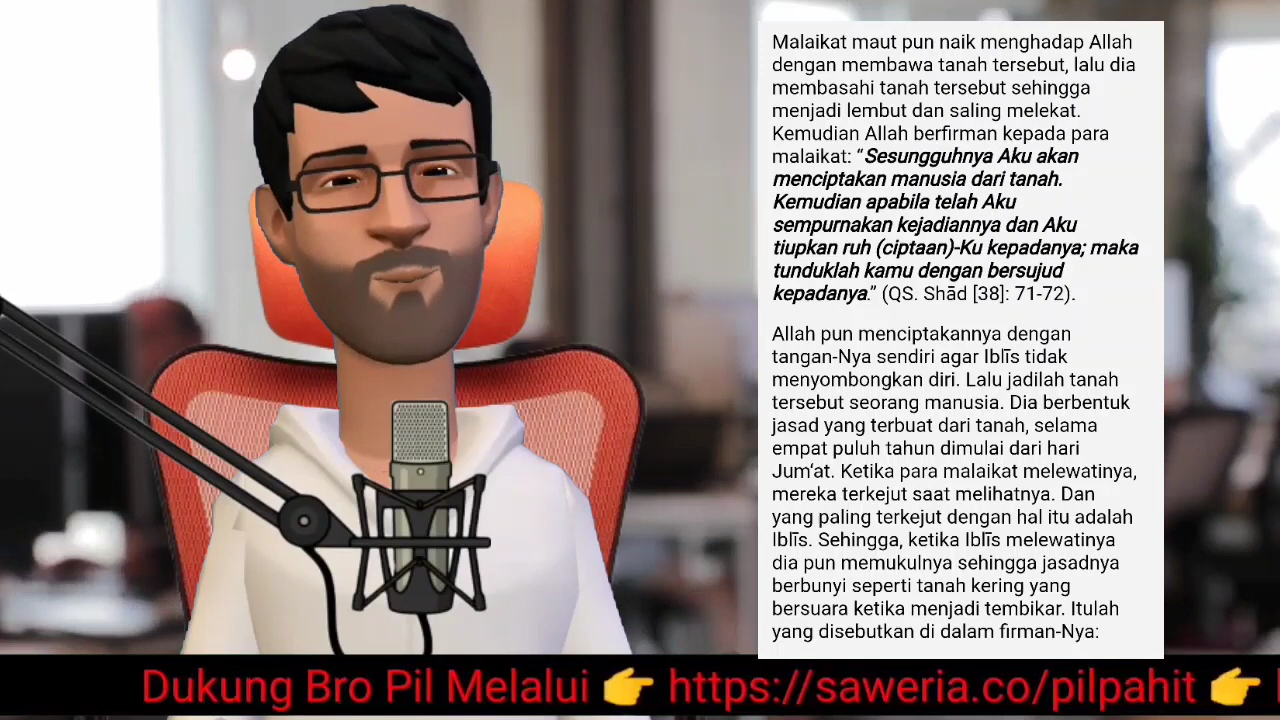 Malaikat maut pun naik menghadap Allah
dengan membawa tanah tersebut, lalu dia
membasahi tanah tersebut sehingga
menjadi lembut dan saling melekat.
Kemudian Allah berfirman kepada para
malaikat: “Sesungguhnya Aku akan
menciptakan manusia dari tanah.
Kemudian apabila telah Aku
sempurnakan kejadiannya dan Aku
tiupkan ruh (ciptaan)-Ku kepadanya; maka
tunduklah kamu dengan bersujud
kepadanya.” (QS. Shād [38]: 71-72).
Allah pun menciptakannya dengan
tangan-Nya sendiri agar Iblīs tidak
menyombongkan diri. Lalu jadilah tanah
tersebut seorang manusia. Dia berbentuk
jasad yang terbuat dari tanah, selama
empat puluh tahun dimulai dari hari
Jum‘at. Ketika para malaikat melewatinya,
mereka terkejut saat melihatnya. Dan
yang paling terkejut dengan hal itu adalah
Iblīs. Sehingga, ketika Iblīs melewatinya
dia pun memukulnya sehingga jasadnya
berbunyi seperti tanah kering yang
bersuara ketika menjadi tembikar. Itulah
yang disebutkan di dalam firman-Nya:
Dukung Bro Pil Melalui 👉 https://saweria.co/pilpahit 👉